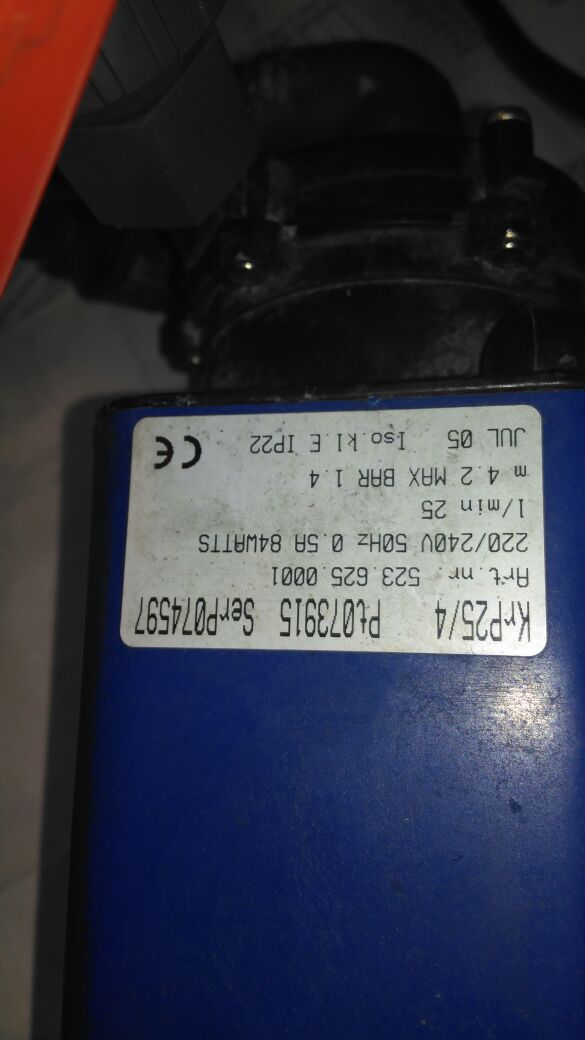 KrP25/4 Pt073915 SerP074597
Art.nr. 523.625.0001
220/240V 50Hz 0.5A 84WATTS
l/min 25
m 4.2 MAX BAR 1.4
JUL 05 Iso.kl.E IP22 CE